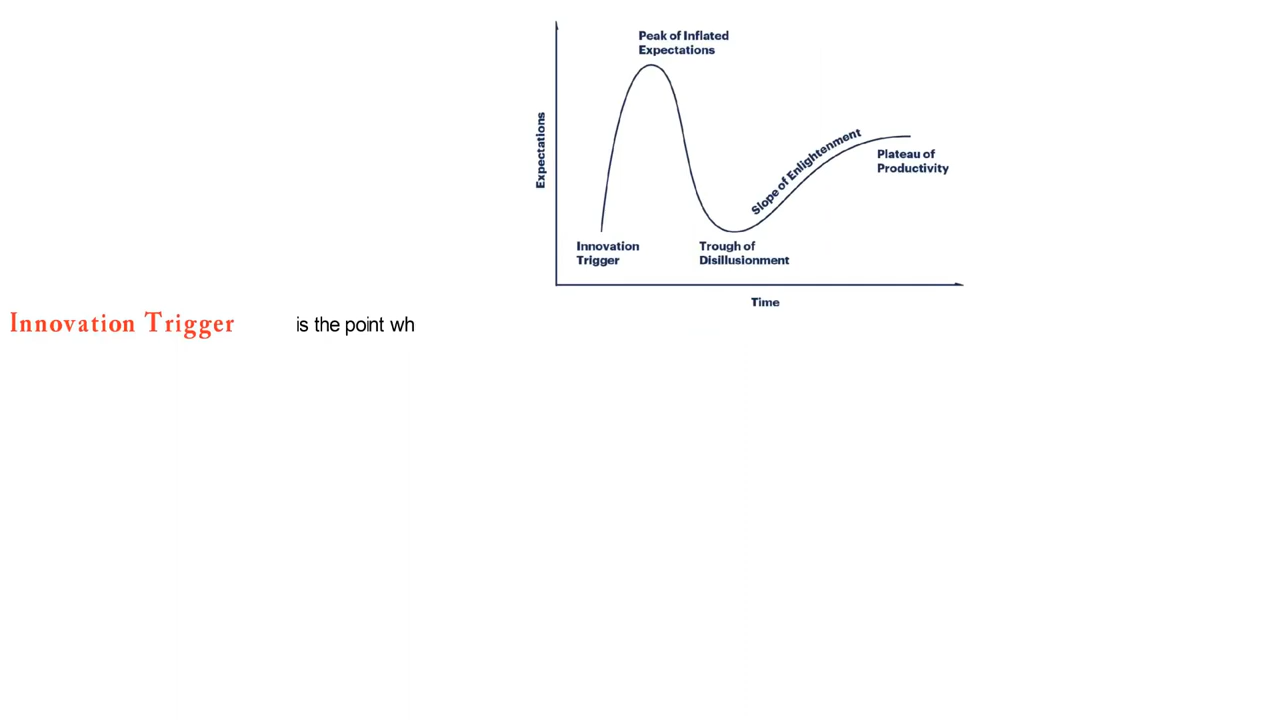 Peak of Inflated
Expectations
Expectations
Slope of Enlightenment
Plateau of
Productivity
Innovation
Trigger
Trough of
Disillusionment
Time
Innovation Trigger is the point wh